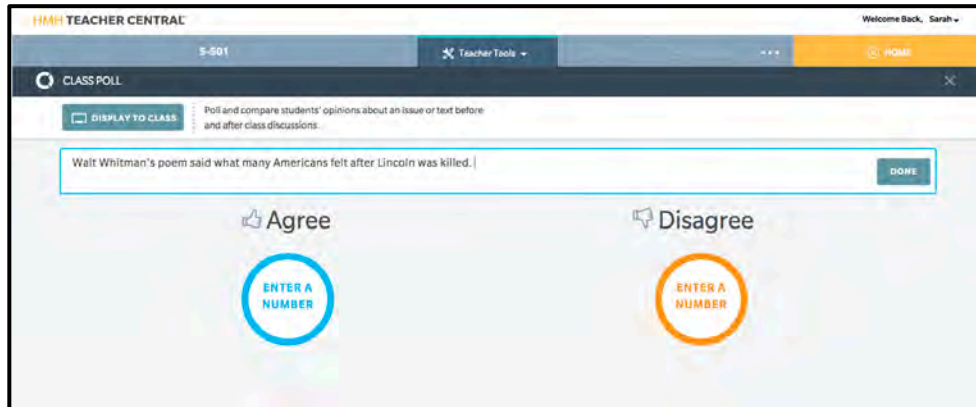 HMH TEACHER CENTRAL
Welcome Back, Sarah
S-501
Teacher Tools
...
HOME
CLASS POLL
DISPLAY TO CLASS
Poll and compare students' opinions about an issue or text before
and after class discussions.
Walt Whitman's poem said what many Americans felt after Lincoln was killed.
DONE
Agree
Disagree
ENTER A
NUMBER
ENTER A
NUMBER